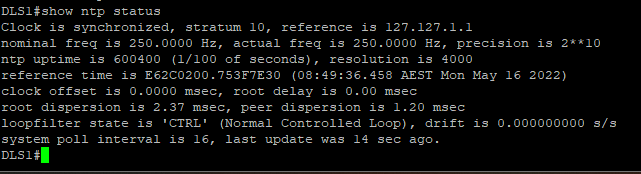 DLS1#show ntp status
Clock is synchronized, stratum 10, reference is 127.127.1.1
nominal freq is 250.0000 Hz, actual freq is 250.0000 Hz, precision is 2**10
ntp uptime is 600400 (1/100 of seconds), resolution is 4000
reference time is E62C0200.753F7E30 (08:49:36.458 AEST Mon May 16 2022)
clock offset is 0.0000 msec, root delay is 0.00 msec
root dispersion is 2.37 msec, peer dispersion is 1.20 msec
loopfilter state is 'CTRL' (Normal Controlled Loop), drift is 0.000000000 s/s
system poll interval is 16, last update was 14 sec ago.
DLS1#